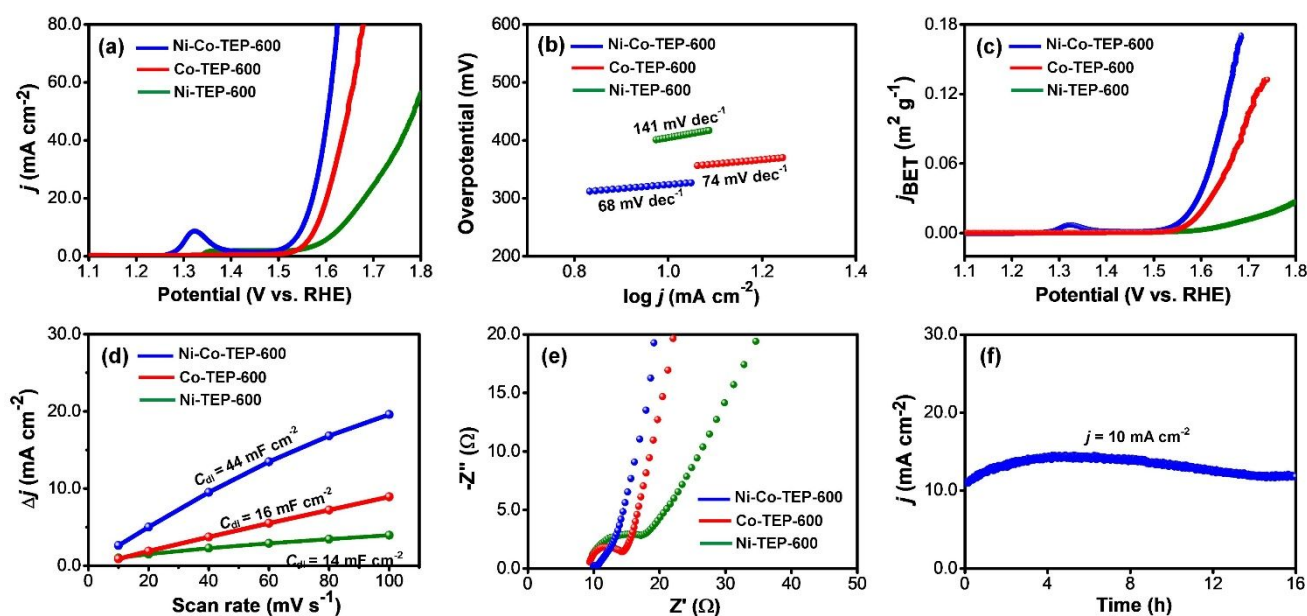 (a)
Ni-Co-TEP-600
Co-TEP-600
Ni-TEP-600
80.0
60.0
40.0
20.0
0.0
j (mA cm⁻²)
1.1 1.2 1.3 1.4 1.5 1.6 1.7 1.8
Potential (V vs. RHE)
(b)
Ni-Co-TEP-600
Co-TEP-600
Ni-TEP-600
141 mV dec⁻¹
74 mV dec⁻¹
68 mV dec⁻¹
600
500
400
300
200
Overpotential (mV)
0.8 1.0 1.2 1.4
log j (mA cm⁻²)
(c)
Ni-Co-TEP-600
Co-TEP-600
Ni-TEP-600
0.18
0.12
0.06
0.00
jBET (m² g⁻¹)
1.1 1.2 1.3 1.4 1.5 1.6 1.7 1.8
Potential (V vs. RHE)
(d)
Ni-Co-TEP-600
Co-TEP-600
Ni-TEP-600
Cdl = 44 mF cm⁻²
Cdl = 16 mF cm⁻²
Cdl = 14 mF cm⁻²
30.0
20.0
10.0
0.0
Δj (mA cm⁻²)
0 20 40 60 80 100
Scan rate (mV s⁻¹)
(e)
Ni-Co-TEP-600
Co-TEP-600
Ni-TEP-600
20.0
16.0
12.0
8.0
4.0
0.0
-Z'' (Ω)
0 10 20 30 40 50
Z' (Ω)
(f)
j = 10 mA cm⁻²
30.0
20.0
10.0
0.0
j (mA cm⁻²)
0 4 8 12 16
Time (h)